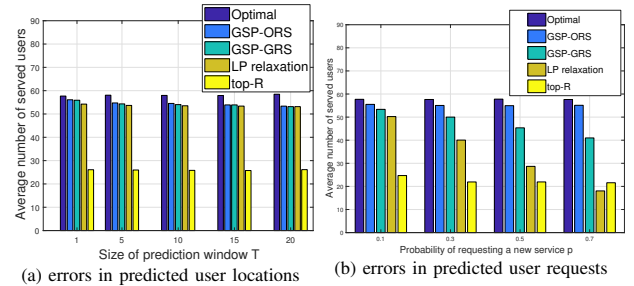 Average number of served users
90
80
70
60
50
40
30
20
10
0
1
5
10
15
20
Size of prediction window T
Optimal
GSP-ORS
GSP-GRS
LP relaxation
top-R
(a) errors in predicted user locations
Average number of served users
90
80
70
60
50
40
30
20
10
0
0.1
0.3
0.5
0.7
Probability of requesting a new service p
Optimal
GSP-ORS
GSP-GRS
LP relaxation
top-R
(b) errors in predicted user requests